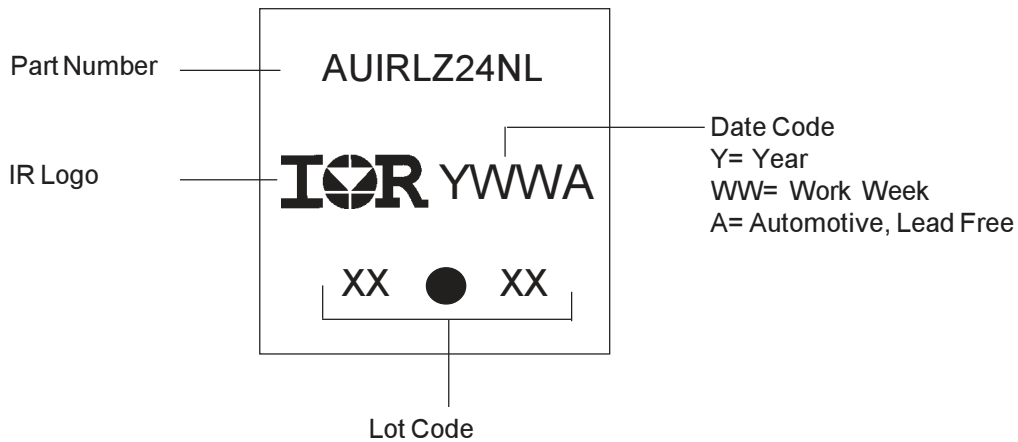 Part Number
AUIRLZ24NL
IR Logo
IOR YWWA
Date Code
Y= Year
WW= Work Week
A= Automotive, Lead Free
XX XX
Lot Code